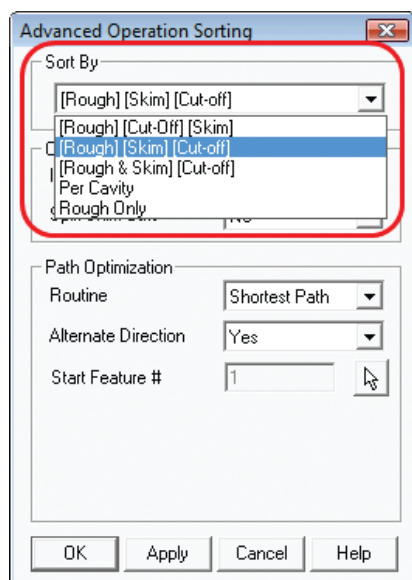 Advanced Operation Sorting
Sort By
[Rough] [Skim] [Cut-off]
[Rough] [Cut-Off] [Skim]
[Rough] [Skim] [Cut-off]
[Rough & Skim] [Cut-off]
Per Cavity
Rough Only
Path Optimization
Routine Shortest Path
Alternate Direction Yes
Start Feature # 1
OK Apply Cancel Help